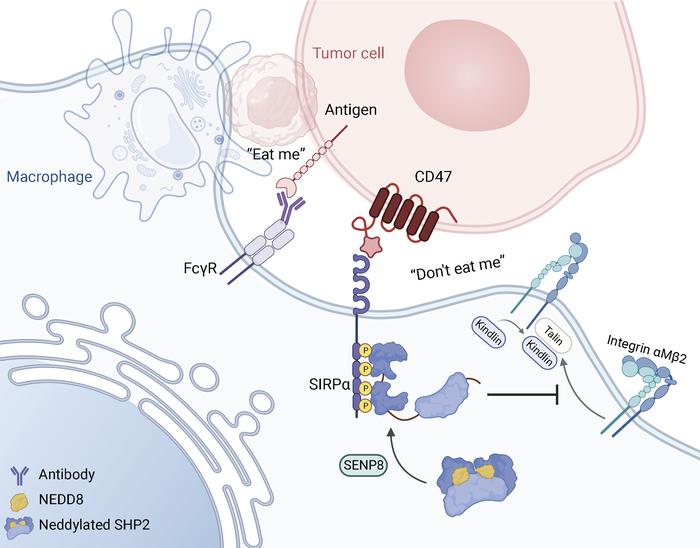 Tumor cell
Antigen
"Eat me"
Macrophage
CD47
FcγR
"Don't eat me"
Kindlin
Talin
Kindlin
Integrin αMβ2
P
P
SIRPα
P
P
SENP8
Antibody
NEDD8
Neddylated SHP2